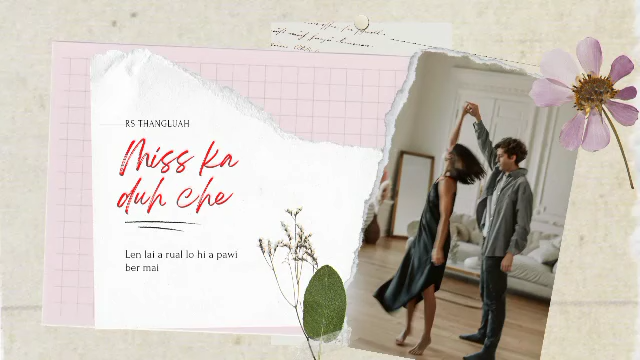 RS THANGLUAH
Miss ka
duh che
Len lai a rual lo hi a pawi
ber mai